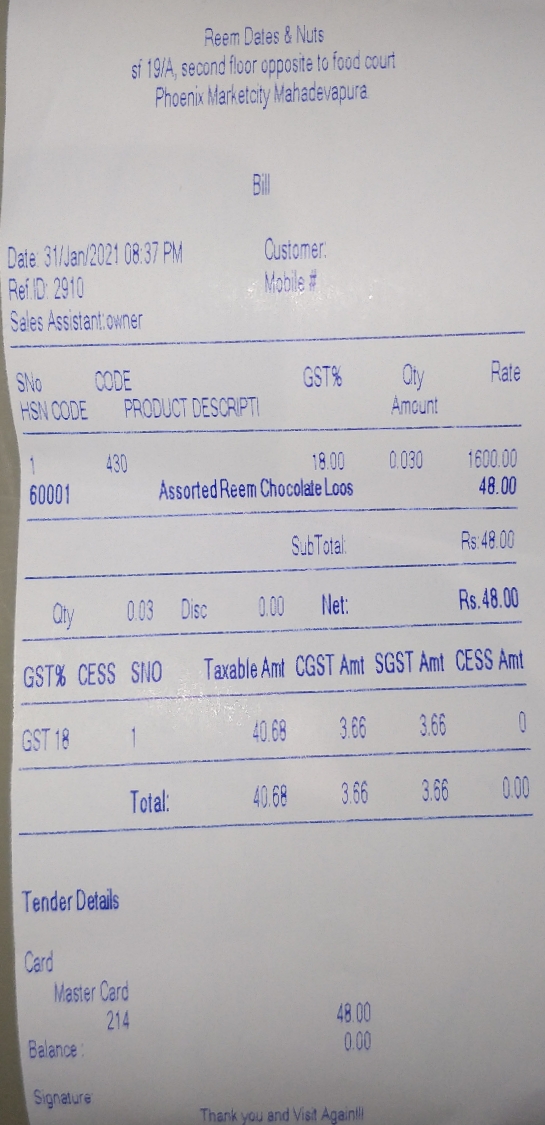 Reem Dates & Nuts
sf 19/A, second floor opposite to food court
Phoenix Marketcity Mahadevapura
Bill
Date: 31/Jan/2021 08:37 PM Customer:
Ref.ID: 2910 Mobile #
Sales Assistant:owner
SNo CODE GST% Qty Rate
HSN CODE PRODUCT DESCRIPTI Amount
1 430 18.00 0.030 1600.00
60001 Assorted Reem Chocolate Loos 48.00
SubTotal: Rs:48.00
Qty 0.03 Disc 0.00 Net: Rs.48.00
GST% CESS SNO Taxable Amt CGST Amt SGST Amt CESS Amt
GST 18 1 40.68 3.66 3.66 0
Total: 40.68 3.66 3.66 0.00
Tender Details
Card
Master Card
214 48.00
Balance : 0.00
Signature
Thank you and Visit Again!!!